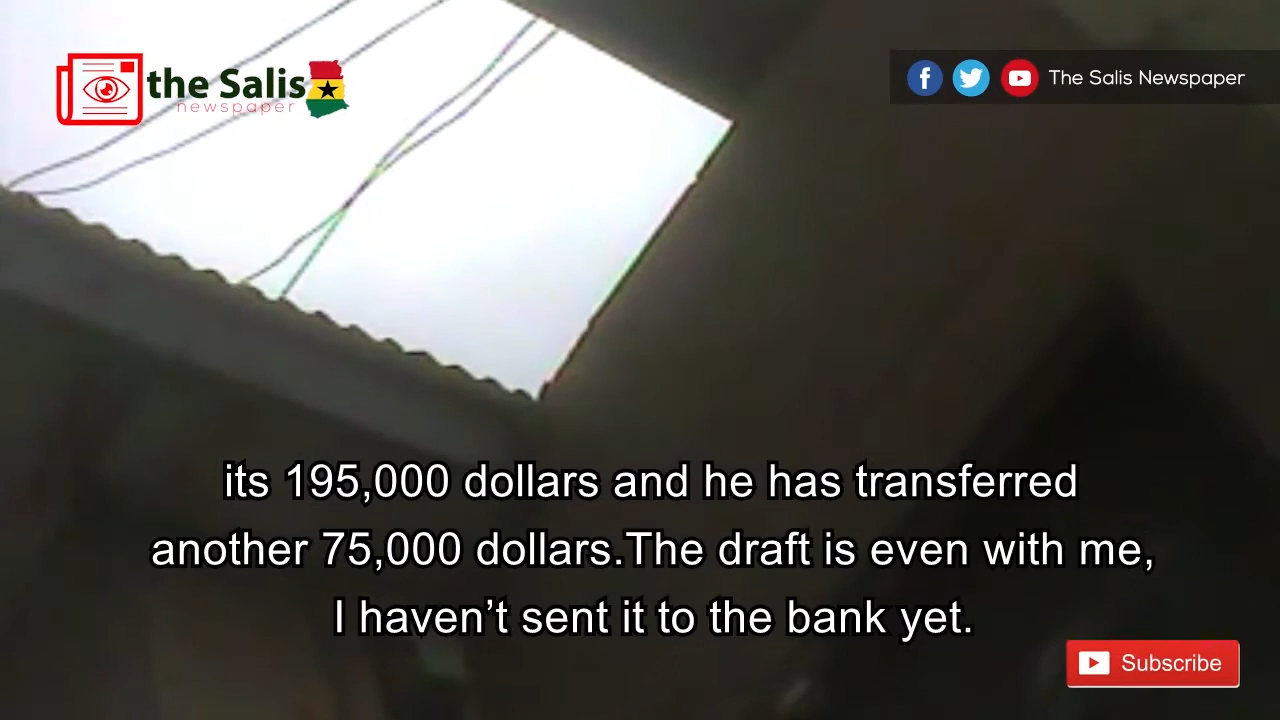 the Salis
newspaper
The Salis Newspaper
its 195,000 dollars and he has transferred
another 75,000 dollars.The draft is even with me,
I haven’t sent it to the bank yet.
Subscribe